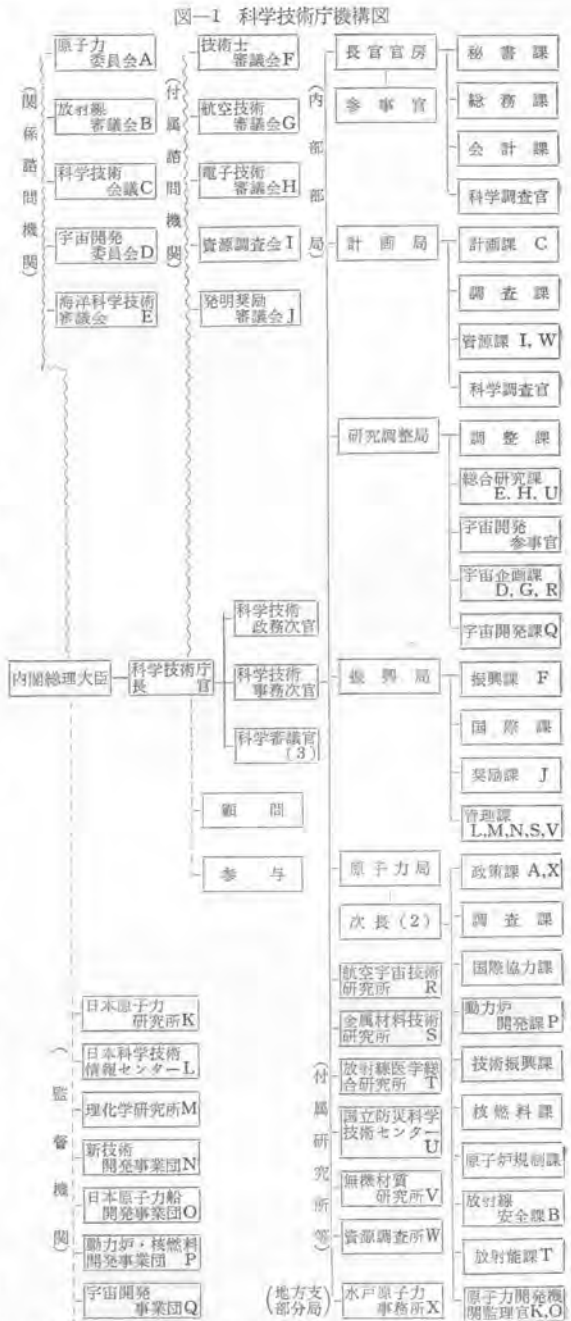 図―1 科学技術庁機構図
(関係諮問機関)
原子力
委員会A
放射線
審議会B
科学技術
会議C
宇宙開発
委員会D
海洋科学技術
審議会 E
(付属諮問機関)
技術士
審議会F
航空技術
審議会G
電子技術
審議会H
資源調査会I
発明奨励
審議会J
内閣総理大臣
科学技術庁
長官
科学技術
政務次官
科学技術
事務次官
科学審議官
(3)
顧問
参与
(監督機関)
日本原子力
研究所K
日本科学技術
情報センターL
理化学研究所M
新技術
開発事業団N
日本原子力船
開発事業団O
動力炉・核燃料
開発事業団 P
宇宙開発
事業団Q
(内部部局)
長官官房
参事官
秘書課
総務課
会計課
科学調査官
計画局
計画課 C
調査課
資源課 I, W
科学調査官
研究調整局
調整課
総合研究課
E, H, U
宇宙開発
参事官
宇宙企画課
D, G, R
宇宙開発課Q
振興局
振興課 F
国際課
奨励課 J
管理課
L,M,N,S,V
原子力局
次長(2)
政策課 A,X
調査課
国際協力課
動力炉
開発課P
技術振興課
核燃料課
原子炉規制課
放射線
安全課B
放射能課T
原子力開発機
関監理官K,O
(付属研究所等)
航空宇宙技術
研究所 R
金属材料技術
研究所 S
放射線医学総
合研究所 T
国立防災科学
技術センター
U
無機材質
研究所V
資源調査所W
(地方支
部分局)
水戸原子力
事務所X